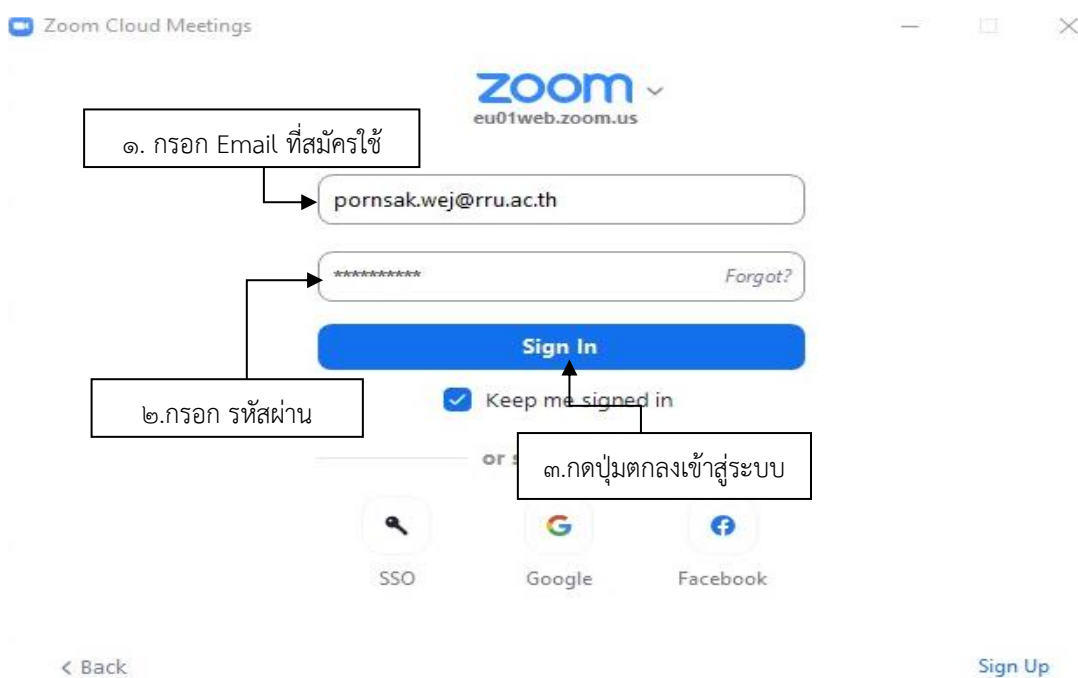 Zoom Cloud Meetings
zoom
eu01web.zoom.us
๑. กรอก Email ที่สมัครใช้
pornsak.wej@rru.ac.th
********** Forgot?
Sign In
Keep me signed in
๒.กรอก รหัสผ่าน
or
๓.กดปุ่มตกลงเข้าสู่ระบบ
SSO Google Facebook
< Back Sign Up